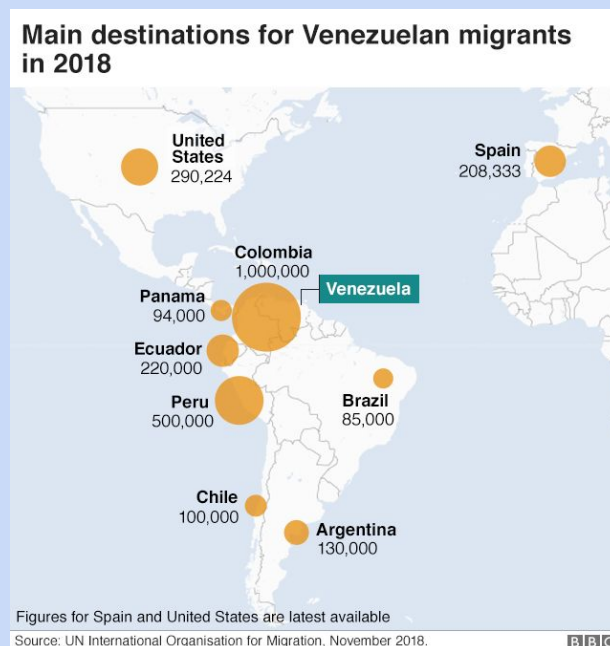 Main destinations for Venezuelan migrants
in 2018
United
States
290,224
Spain
208,333
Colombia
1,000,000
Venezuela
Panama
94,000
Ecuador
220,000
Peru
500,000
Brazil
85,000
Chile
100,000
Argentina
130,000
Figures for Spain and United States are latest available
Source: UN International Organisation for Migration, November 2018.
BBC